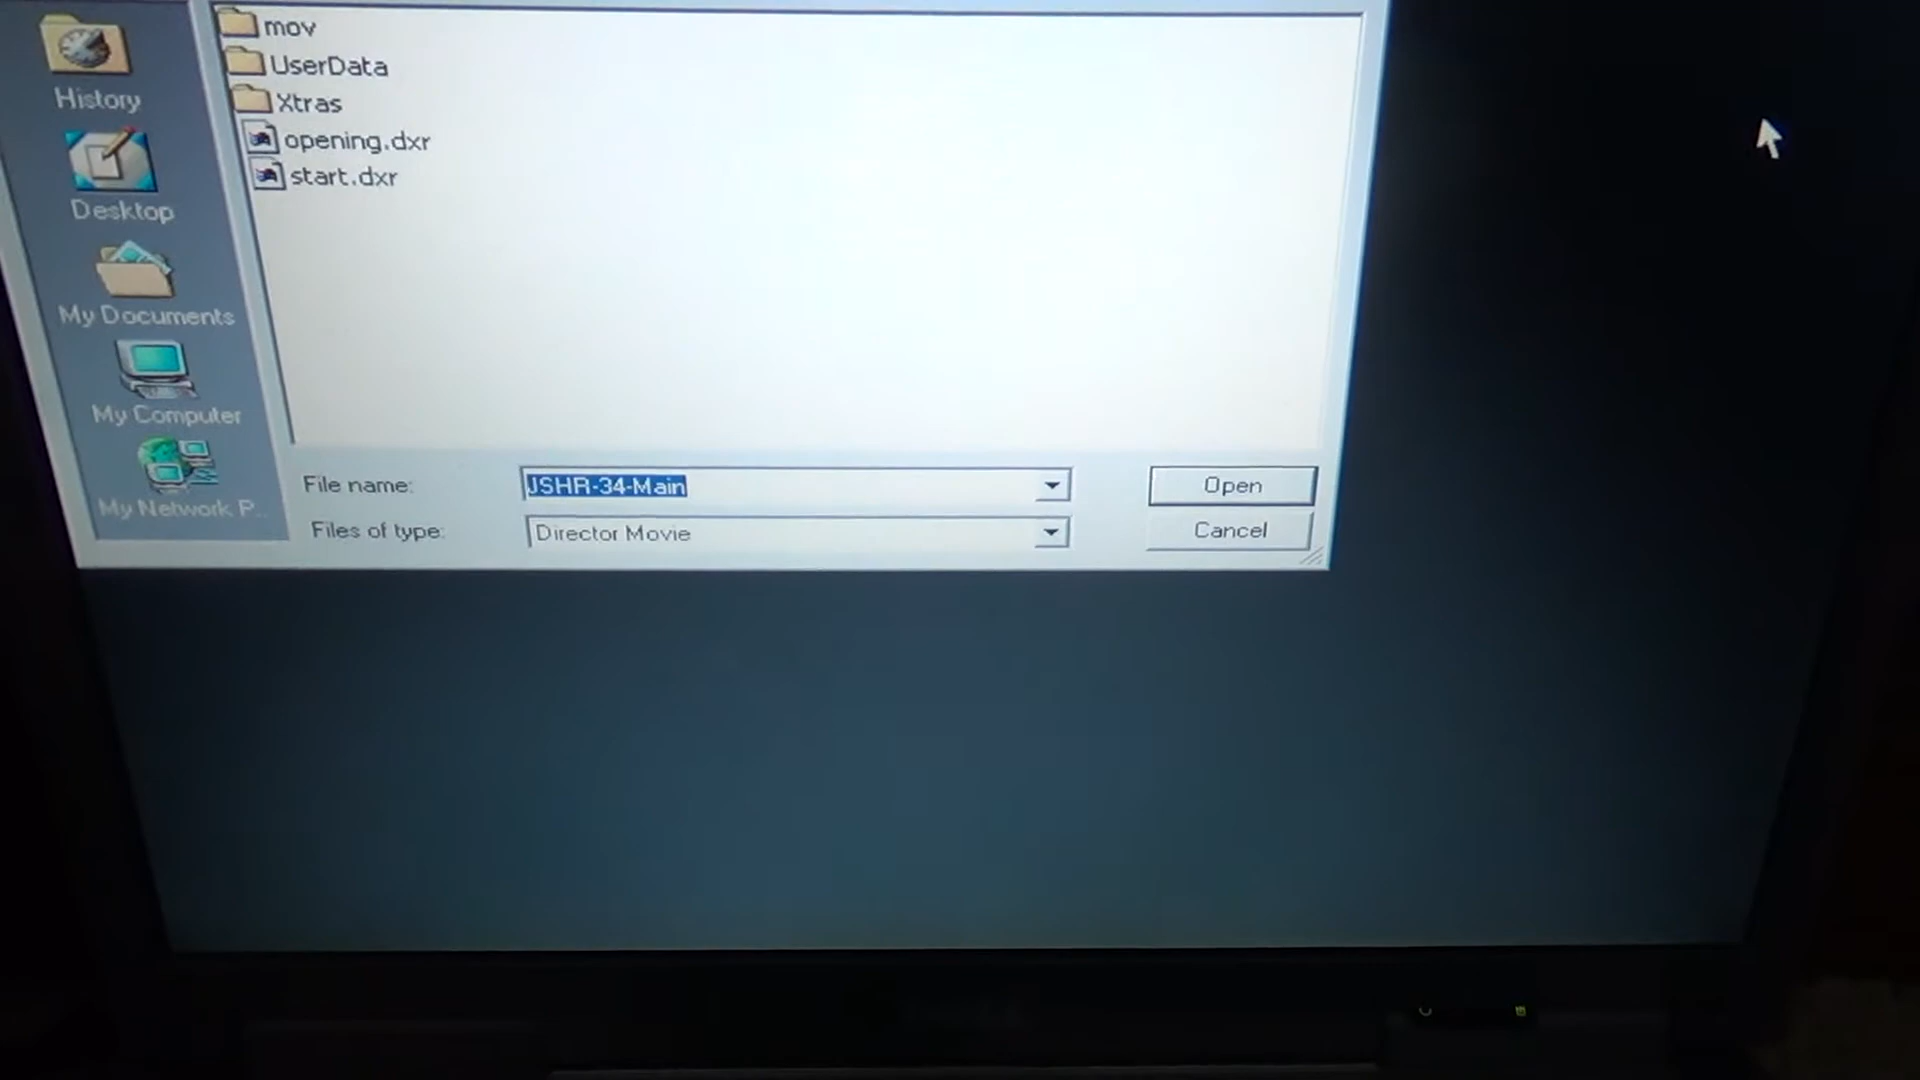 mov
UserData
Xtras
opening.dxr
start.dxr
History
Desktop
My Documents
My Computer
My Network P...
File name:
JSHR-34-Main
Open
Files of type:
Director Movie
Cancel